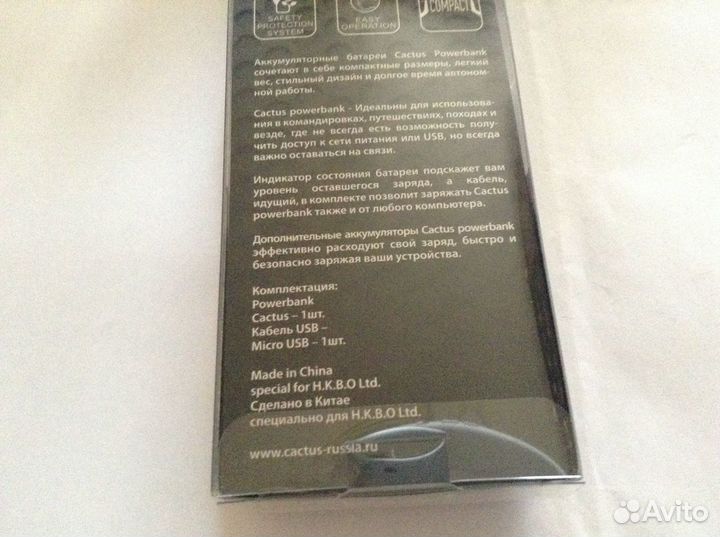 SAFETY
PROTECTION
SYSTEM
EASY
OPERATION
COMPACT
Аккумуляторные батареи Cactus Powerbank
сочетают в себе компактные размеры, легкий
вес, стильный дизайн и долгое время автоном-
ной работы.
Cactus powerbank - Идеальны для использова-
ния в командировках, путешествиях, походах и
везде, где не всегда есть возможность полу-
чить доступ к сети питания или USB, но всегда
важно оставаться на связи.
Индикатор состояния батареи подскажет вам
уровень оставшегося заряда, а кабель,
идущий, в комплекте позволит заряжать Cactus
powerbank также и от любого компьютера.
Дополнительные аккумуляторы Cactus powerbank
эффективно расходуют свой заряд, быстро и
безопасно заряжая ваши устройства.
Комплектация:
Powerbank
Cactus – 1шт.
Кабель USB –
Micro USB – 1шт.
Made in China
special for H.K.B.O Ltd.
Сделано в Китае
специально для H.K.B.O Ltd.
www.cactus-russia.ru
Avito